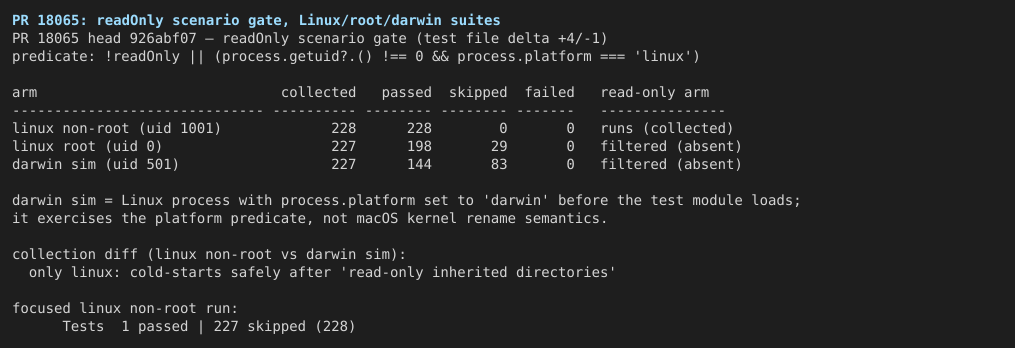 PR 18065: readOnly scenario gate, Linux/root/darwin suites
PR 18065 head 926abf07 — readOnly scenario gate (test file delta +4/-1)
predicate: !readOnly || (process.getuid?.() !== 0 && process.platform === 'linux')
arm collected passed skipped failed read-only arm
------------------------------ ---------- -------- -------- ------- ---------------
linux non-root (uid 1001) 228 228 0 0 runs (collected)
linux root (uid 0) 227 198 29 0 filtered (absent)
darwin sim (uid 501) 227 144 83 0 filtered (absent)
darwin sim = Linux process with process.platform set to 'darwin' before the test module loads;
it exercises the platform predicate, not macOS kernel rename semantics.
collection diff (linux non-root vs darwin sim):
only linux: cold-starts safely after 'read-only inherited directories'
focused linux non-root run:
Tests 1 passed | 227 skipped (228)